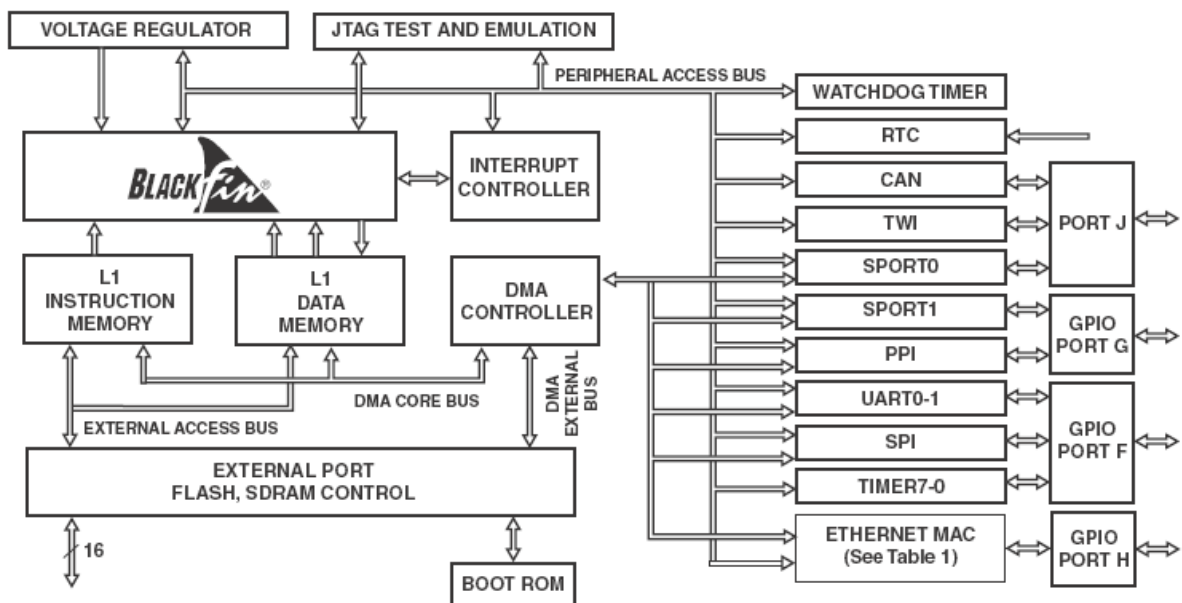 VOLTAGE REGULATOR
JTAG TEST AND EMULATION
PERIPHERAL ACCESS BUS
WATCHDOG TIMER
RTC
BLACKfin®
INTERRUPT
CONTROLLER
CAN
TWI
PORT J
SPORT0
L1
INSTRUCTION
MEMORY
L1
DATA
MEMORY
DMA
CONTROLLER
SPORT1
PPI
GPIO
PORT G
DMA CORE BUS
DMA
EXTERNAL
BUS
EXTERNAL ACCESS BUS
UART0-1
SPI
TIMER7-0
GPIO
PORT F
EXTERNAL PORT
FLASH, SDRAM CONTROL
16
BOOT ROM
ETHERNET MAC
(See Table 1)
GPIO
PORT H